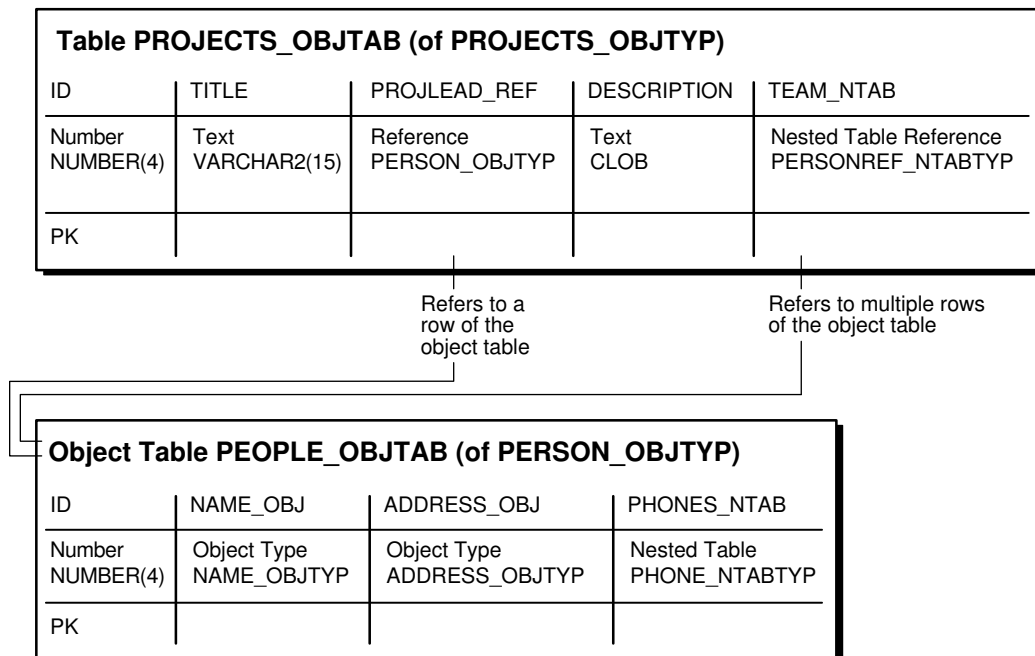 Table PROJECTS_OBJTAB (of PROJECTS_OBJTYP)
ID TITLE PROJLEAD_REF DESCRIPTION TEAM_NTAB
Number Text Reference Text Nested Table Reference
NUMBER(4) VARCHAR2(15) PERSON_OBJTYP CLOB PERSONREF_NTABTYP
PK
Refers to a
row of the
object table
Refers to multiple rows
of the object table
Object Table PEOPLE_OBJTAB (of PERSON_OBJTYP)
ID NAME_OBJ ADDRESS_OBJ PHONES_NTAB
Number Object Type Object Type Nested Table
NUMBER(4) NAME_OBJTYP ADDRESS_OBJTYP PHONE_NTABTYP
PK